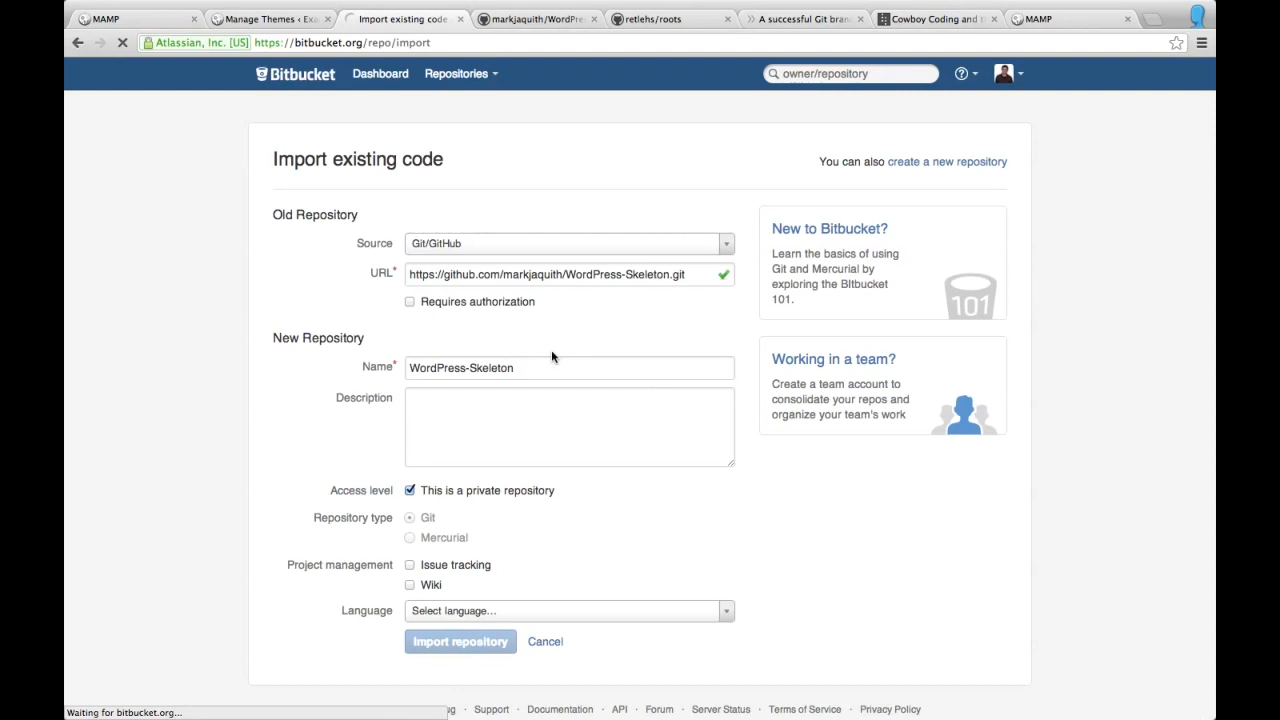 MAMP
Manage Themes ‹ Exa
Import existing code
markjaquith/WordPres
retlehs/roots
A successful Git bran
Cowboy Coding and t
MAMP
Atlassian, Inc. [US] https://bitbucket.org/repo/import
Bitbucket Dashboard Repositories
owner/repository
Import existing code
You can also create a new repository
Old Repository
Source Git/GitHub
URL* https://github.com/markjaquith/WordPress-Skeleton.git
Requires authorization
New Repository
Name* WordPress-Skeleton
Description
Access level This is a private repository
Repository type Git
Mercurial
Project management Issue tracking
Wiki
Language Select language...
Import repository Cancel
New to Bitbucket?
Learn the basics of using
Git and Mercurial by
exploring the BItbucket
101.
101
Working in a team?
Create a team account to
consolidate your repos and
organize your team's work
Waiting for bitbucket.org...
ug · Support · Documentation · API · Forum · Server Status · Terms of Service · Privacy Policy